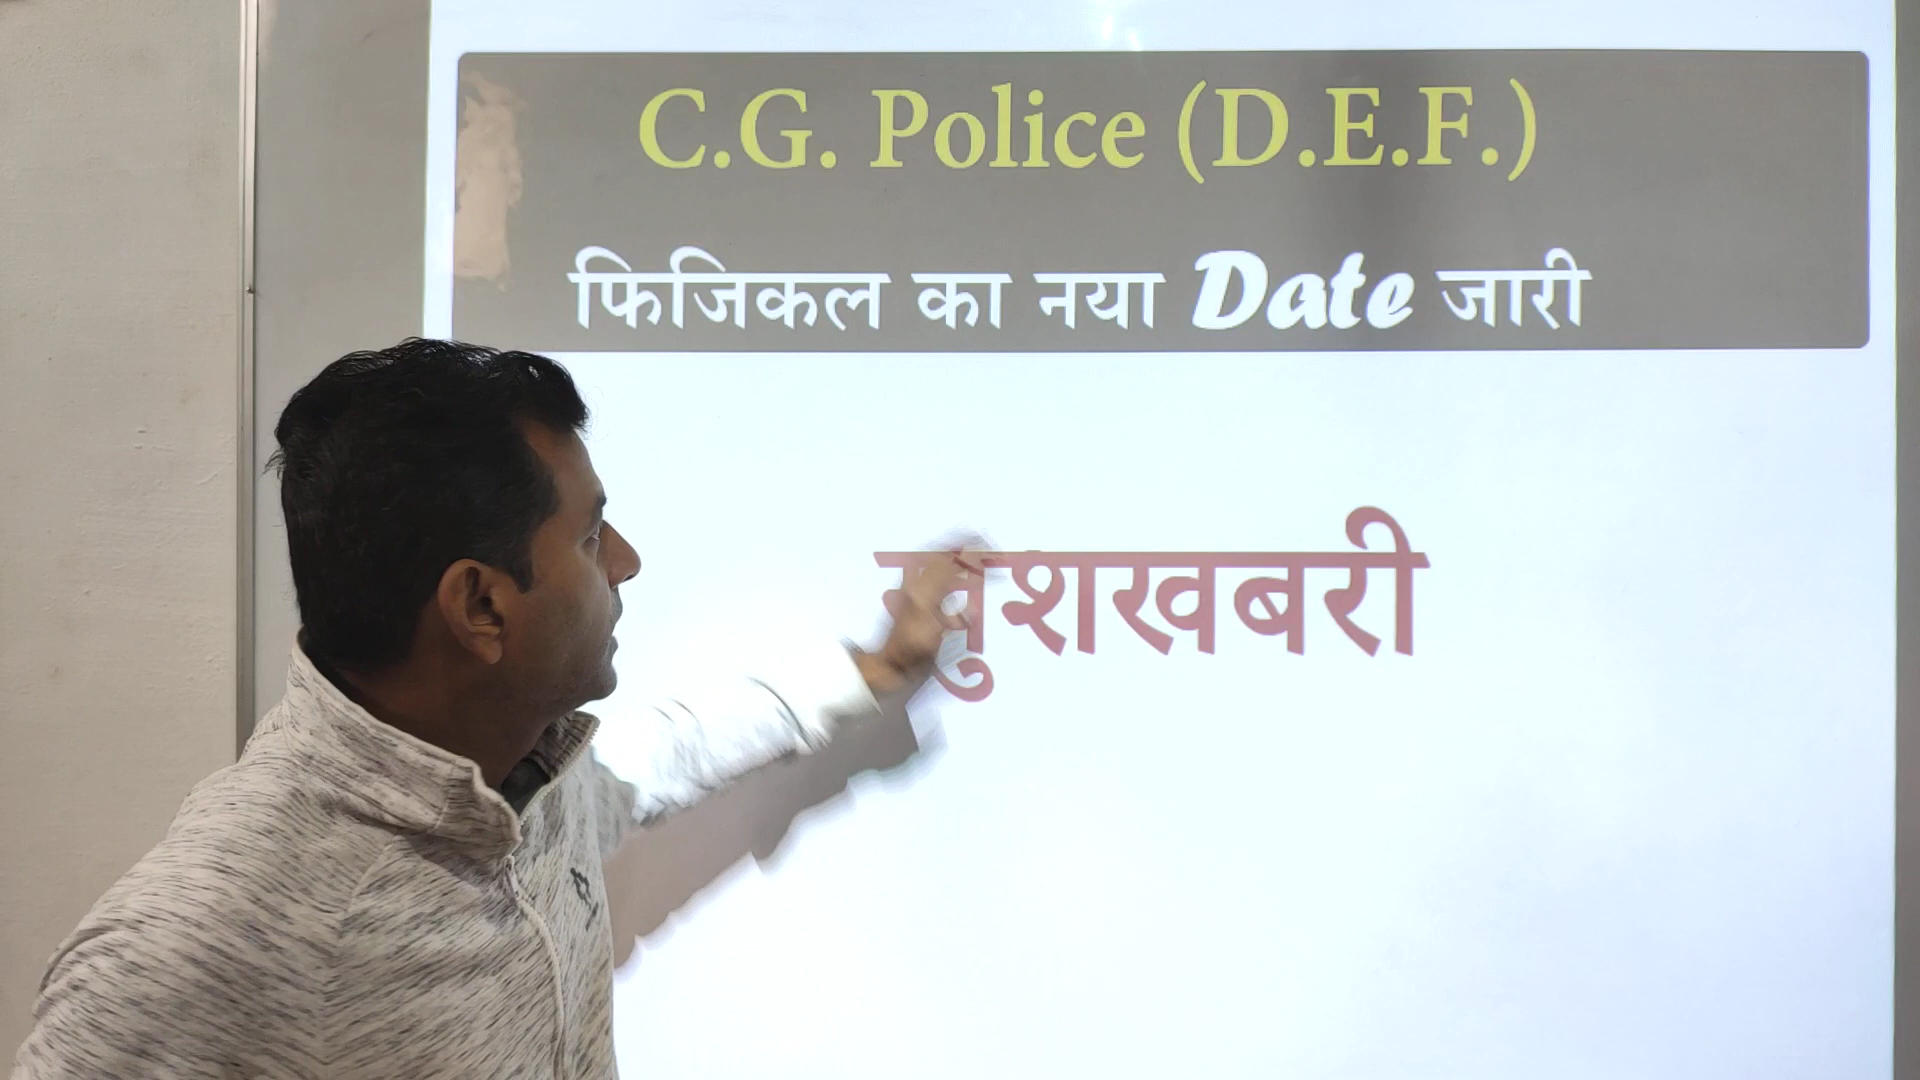 C.G. Police (D.E.F.)
फिजिकल का नया Date जारी
खुशखबरी